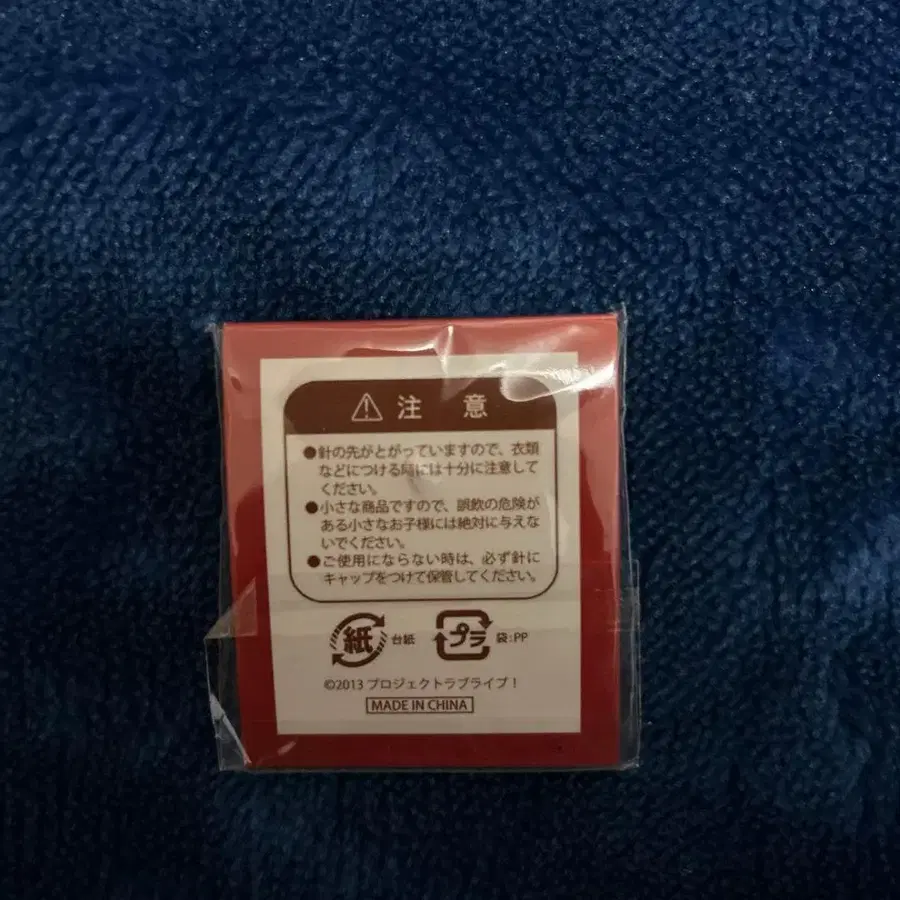 ⚠注 意
●針の先がとがっていますので、衣類
などにつける際には十分に注意して
ください。
●小さな商品ですので、誤飲の危険が
ある小さなお子様には絶対に与えな
いでください。
●ご使用にならない時は、必ず針に
キャップをつけて保管してください。
紙 台紙 プラ 袋:PP
©2013 プロジェクトラブライブ!
MADE IN CHINA